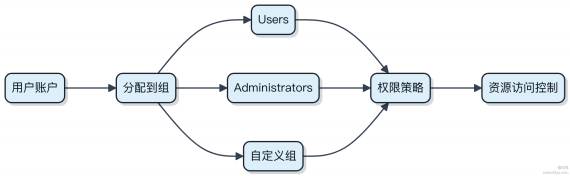 用户账户
分配到组
Users
Administrators
自定义组
权限策略
资源访问控制